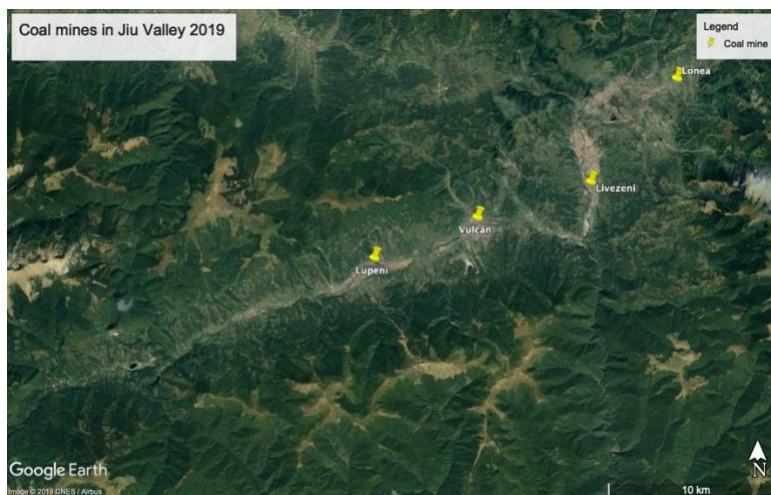 Coal mines in Jiu Valley 2019
Legend
Coal mine
Lonea
Livezeni
Vulcan
Lupeni
Google Earth
Image © 2019 CNES / Airbus
N
10 km